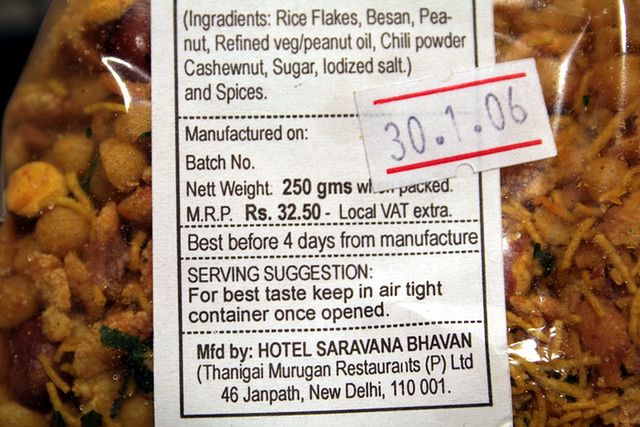 (Ingredients: Rice Flakes, Besan, Pea-
nut, Refined veg/peanut oil, Chili powder
Cashewnut, Sugar, Iodized salt.)
and Spices.
30.1.06
Manufactured on:
Batch No.
Nett Weight. 250 gms packed.
M.R.P. Rs. 32.50 - Local VAT extra.
Best before 4 days from manufacture
SERVING SUGGESTION:
For best taste keep in air tight
container once opened.
Mfd by: HOTEL SARAVANA BHAVAN
(Thanigai Murugan Restaurants (P) Ltd
46 Janpath, New Delhi, 110 001.